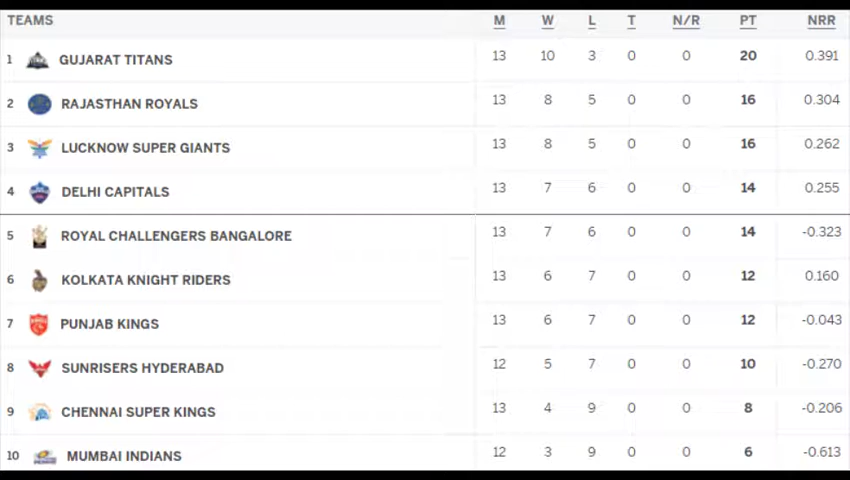 TEAMS M W L T N/R PT NRR
1 GUJARAT TITANS 13 10 3 0 0 20 0.391
2 RAJASTHAN ROYALS 13 8 5 0 0 16 0.304
3 LUCKNOW SUPER GIANTS 13 8 5 0 0 16 0.262
4 DELHI CAPITALS 13 7 6 0 0 14 0.255
5 ROYAL CHALLENGERS BANGALORE 13 7 6 0 0 14 -0.323
6 KOLKATA KNIGHT RIDERS 13 6 7 0 0 12 0.160
7 PUNJAB KINGS 13 6 7 0 0 12 -0.043
8 SUNRISERS HYDERABAD 12 5 7 0 0 10 -0.270
9 CHENNAI SUPER KINGS 13 4 9 0 0 8 -0.206
10 MUMBAI INDIANS 12 3 9 0 0 6 -0.613